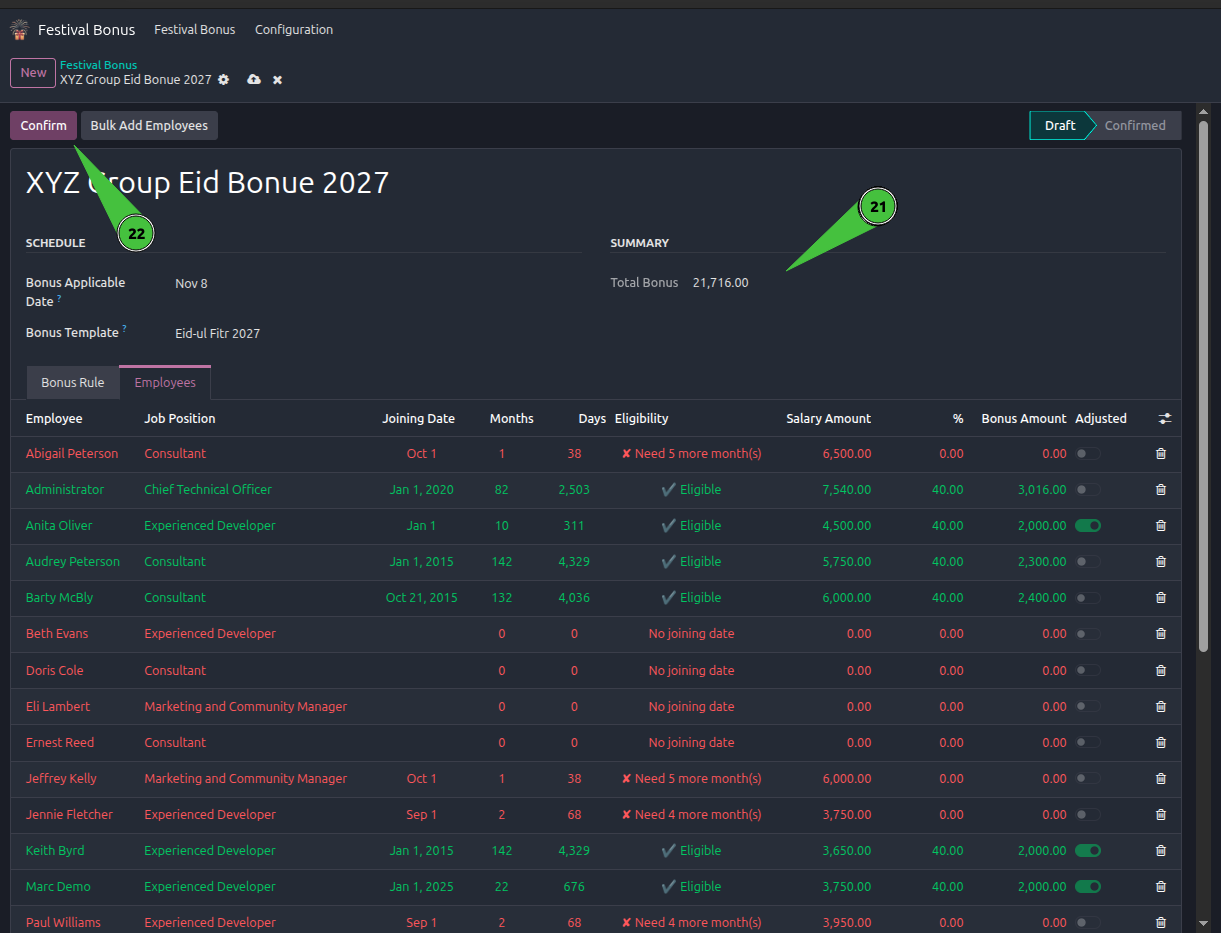 Festival Bonus Festival Bonus Configuration
New Festival Bonus
XYZ Group Eid Bonue 2027
Confirm Bulk Add Employees Draft Confirmed
XYZ Group Eid Bonue 2027
21
22
SCHEDULE SUMMARY
Bonus Applicable Date ? Nov 8 Total Bonus 21,716.00
Bonus Template ? Eid-ul Fitr 2027
Bonus Rule Employees
Employee Job Position Joining Date Months Days Eligibility Salary Amount % Bonus Amount Adjusted
Abigail Peterson Consultant Oct 1 1 38 ✘ Need 5 more month(s) 6,500.00 0.00 0.00
Administrator Chief Technical Officer Jan 1, 2020 82 2,503 ✔ Eligible 7,540.00 40.00 3,016.00
Anita Oliver Experienced Developer Jan 1 10 311 ✔ Eligible 4,500.00 40.00 2,000.00
Audrey Peterson Consultant Jan 1, 2015 142 4,329 ✔ Eligible 5,750.00 40.00 2,300.00
Barty McBly Consultant Oct 21, 2015 132 4,036 ✔ Eligible 6,000.00 40.00 2,400.00
Beth Evans Experienced Developer 0 0 No joining date 0.00 0.00 0.00
Doris Cole Consultant 0 0 No joining date 0.00 0.00 0.00
Eli Lambert Marketing and Community Manager 0 0 No joining date 0.00 0.00 0.00
Ernest Reed Consultant 0 0 No joining date 0.00 0.00 0.00
Jeffrey Kelly Marketing and Community Manager Oct 1 1 38 ✘ Need 5 more month(s) 6,000.00 0.00 0.00
Jennie Fletcher Experienced Developer Sep 1 2 68 ✘ Need 4 more month(s) 3,750.00 0.00 0.00
Keith Byrd Experienced Developer Jan 1, 2015 142 4,329 ✔ Eligible 3,650.00 40.00 2,000.00
Marc Demo Experienced Developer Jan 1, 2025 22 676 ✔ Eligible 3,750.00 40.00 2,000.00
Paul Williams Experienced Developer Sep 1 2 68 ✘ Need 4 more month(s) 3,950.00 0.00 0.00